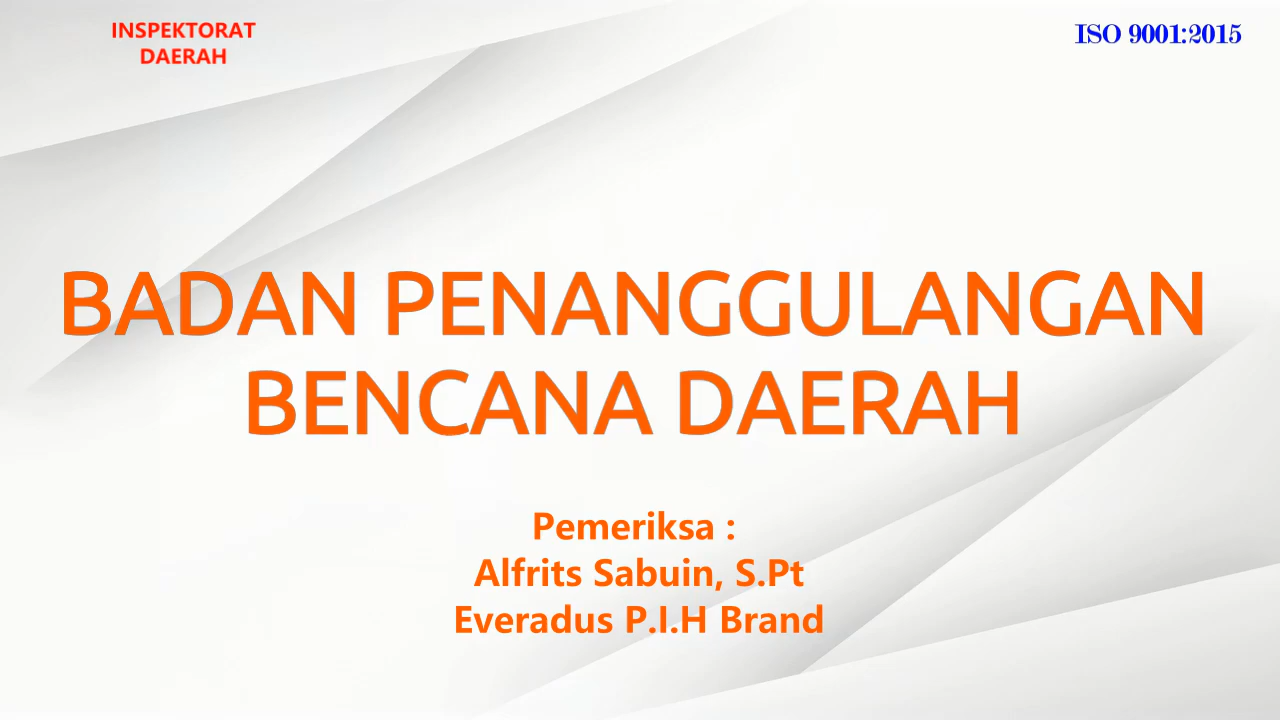 INSPEKTORAT
DAERAH
ISO 9001:2015
BADAN PENANGGULANGAN
BENCANA DAERAH
Pemeriksa :
Alfrits Sabuin, S.Pt
Everadus P.I.H Brand